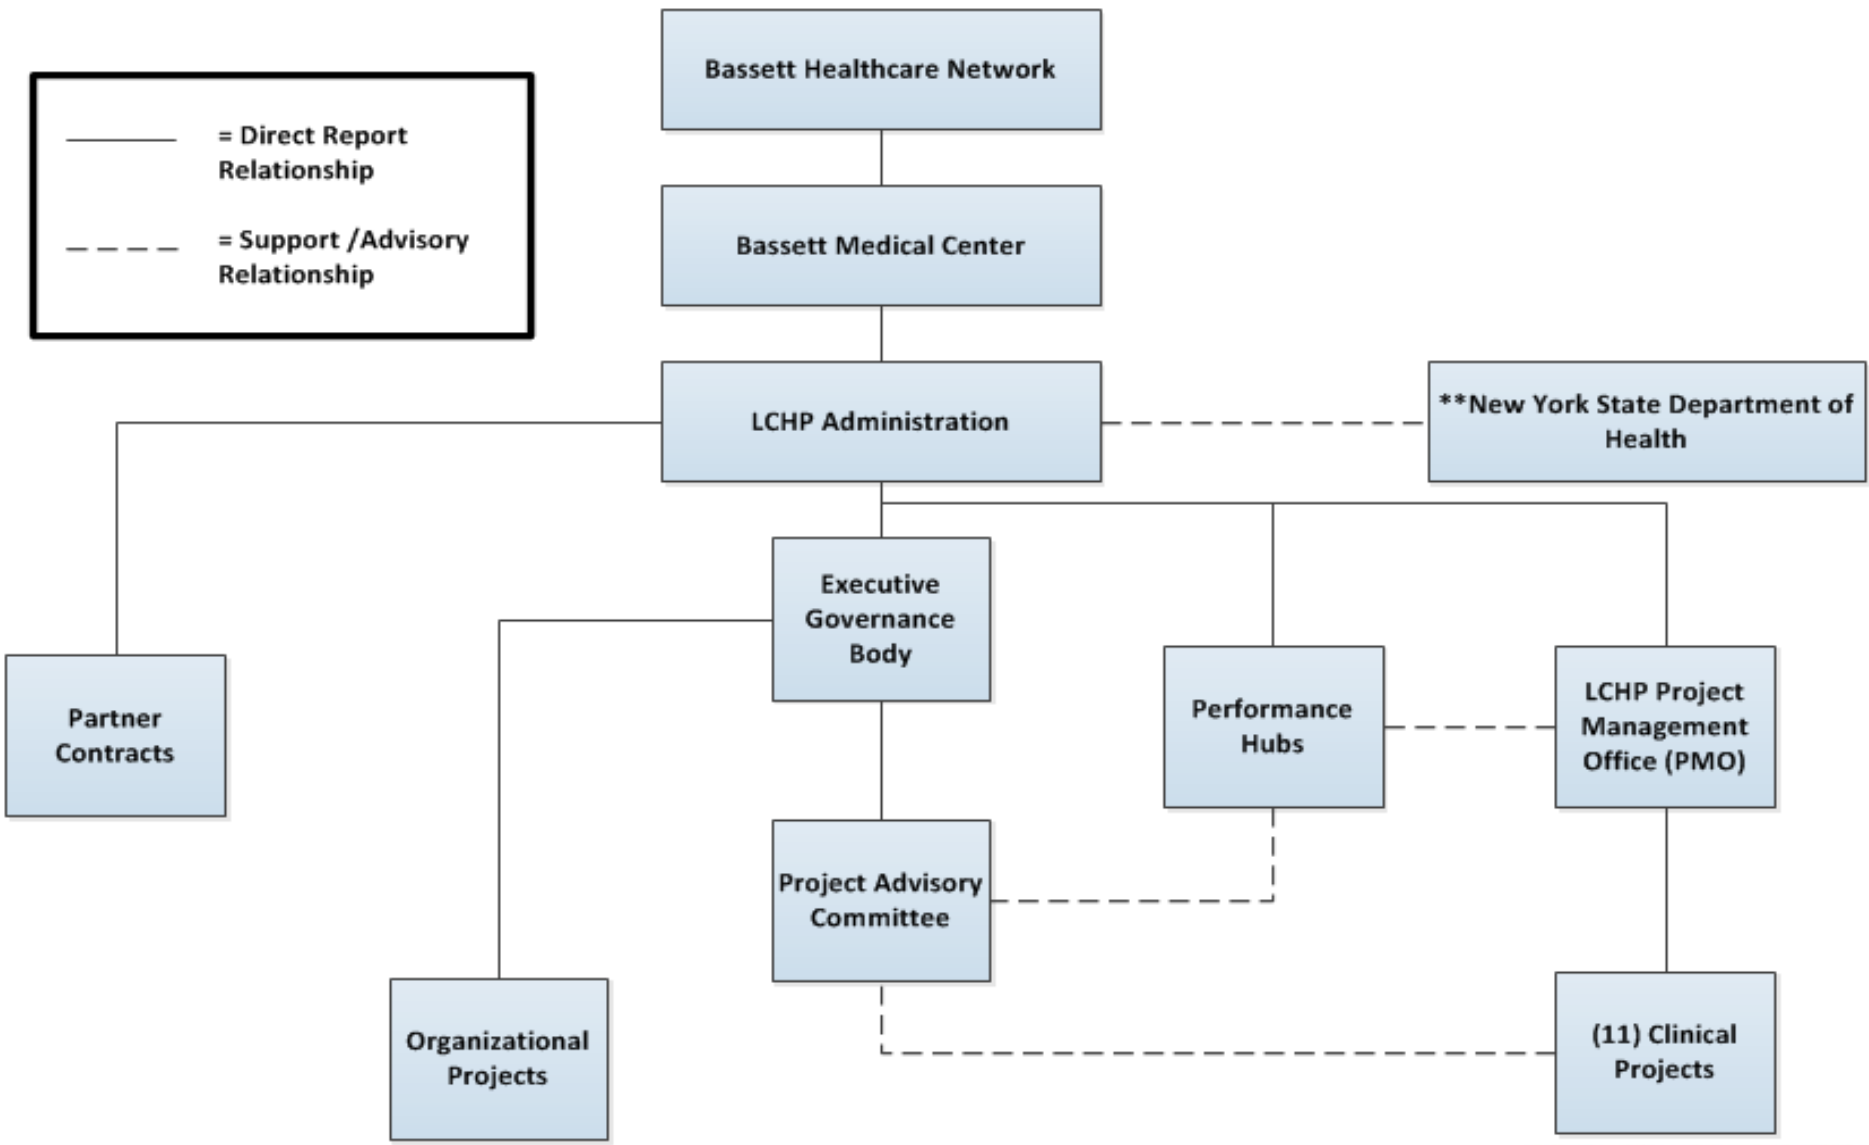 Bassett Healthcare Network
= Direct Report
Relationship
= Support /Advisory
Relationship
Bassett Medical Center
LCHP Administration
**New York State Department of
Health
Executive
Governance
Body
Partner
Contracts
Performance
Hubs
LCHP Project
Management
Office (PMO)
Project Advisory
Committee
Organizational
Projects
(11) Clinical
Projects